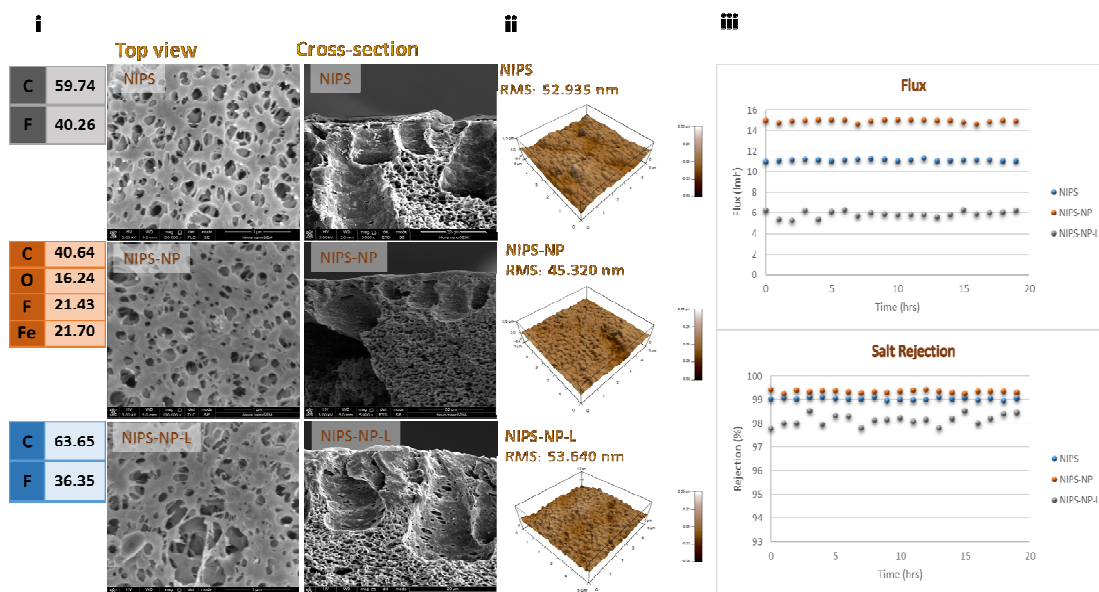 i
ii
iii
Top view
Cross-section
C 59.74
F 40.26
NIPS
NIPS
NIPS
RMS: 52.935 nm
C 40.64
O 16.24
F 21.43
Fe 21.70
NIPS-NP
NIPS-NP
NIPS-NP
RMS: 45.320 nm
C 63.65
F 36.35
NIPS-NP-L
NIPS-NP-L
NIPS-NP-L
RMS: 53.640 nm
Flux
16
14
12
10
8
6
4
2
0
Flux (lmh)
0 5 10 15 20
Time (hrs)
NIPS
NIPS-NP
NIPS-NP-L
Salt Rejection
100
99
98
97
96
95
94
93
Rejection (%)
0 5 10 15 20
Time (hrs)
NIPS
NIPS-NP
NIPS-NP-L